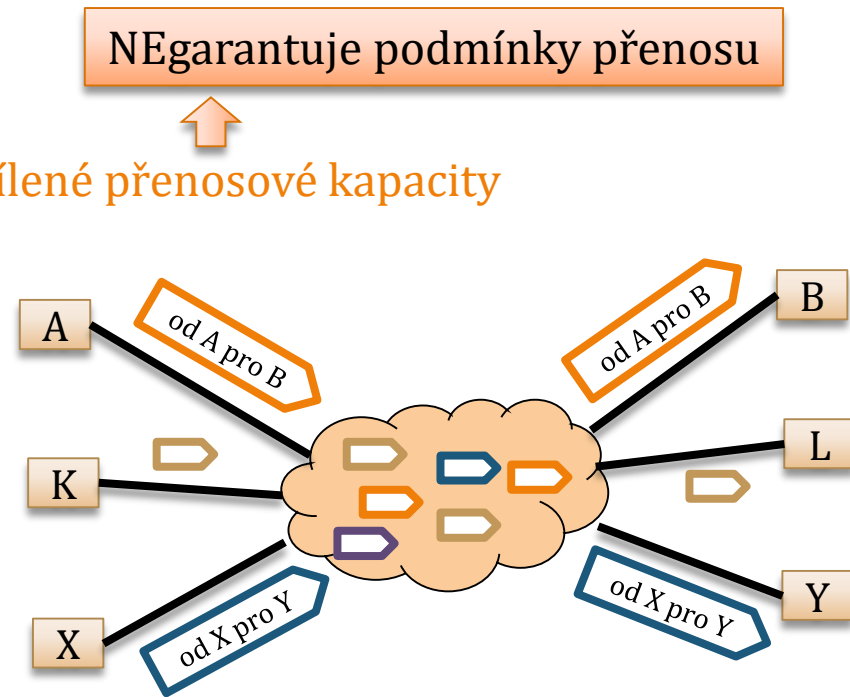 NEgarantuje podmínky přenosu
ílené přenosové kapacity
A
od A pro B
od A pro B
B
K
L
X
od X pro Y
od X pro Y
Y